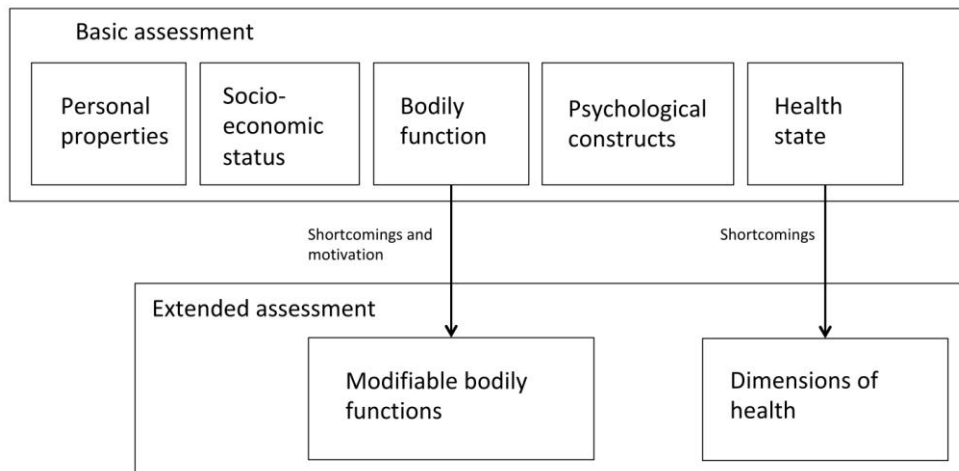 Basic assessment
Personal
properties
Socio-
economic
status
Bodily
function
Psychological
constructs
Health
state
Shortcomings and
motivation
Shortcomings
Extended assessment
Modifiable bodily
functions
Dimensions of
health